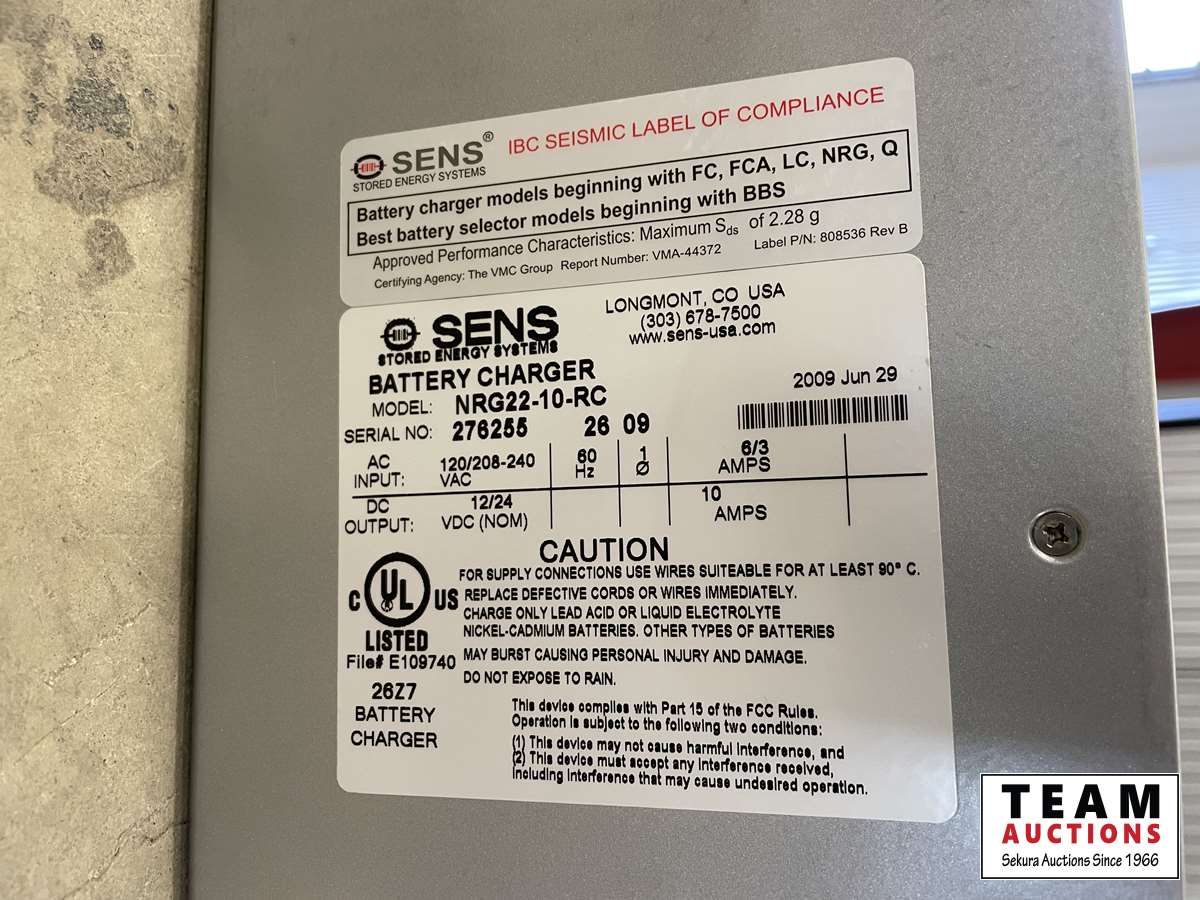 SENS® IBC SEISMIC LABEL OF COMPLIANCE
STORED ENERGY SYSTEMS
Battery charger models beginning with FC, FCA, LC, NRG, Q
Best battery selector models beginning with BBS
Approved Performance Characteristics: Maximum Sds of 2.28 g
Certifying Agency: The VMC Group Report Number: VMA-44372 Label P/N: 808536 Rev B
SENS
STORED ENERGY SYSTEMS
LONGMONT, CO USA
(303) 678-7500
www.sens-usa.com
BATTERY CHARGER
MODEL: NRG22-10-RC
2009 Jun 29
SERIAL NO: 276255 26 09
AC INPUT: 120/208-240 VAC 60 Hz 1 Ø 6/3 AMPS
DC OUTPUT: 12/24 VDC (NOM) 10 AMPS
CAUTION
FOR SUPPLY CONNECTIONS USE WIRES SUITEABLE FOR AT LEAST 90° C.
REPLACE DEFECTIVE CORDS OR WIRES IMMEDIATELY.
CHARGE ONLY LEAD ACID OR LIQUID ELECTROLYTE
NICKEL-CADMIUM BATTERIES. OTHER TYPES OF BATTERIES
MAY BURST CAUSING PERSONAL INJURY AND DAMAGE.
DO NOT EXPOSE TO RAIN.
C UL® US
LISTED
File# E109740
26Z7
BATTERY
CHARGER
This device complies with Part 15 of the FCC Rules.
Operation is subject to the following two conditions:
(1) This device may not cause harmful interference, and
(2) This device must accept any interference received,
including interference that may cause undesired operation.
TEAM
AUCTIONS
Sekura Auctions Since 1966